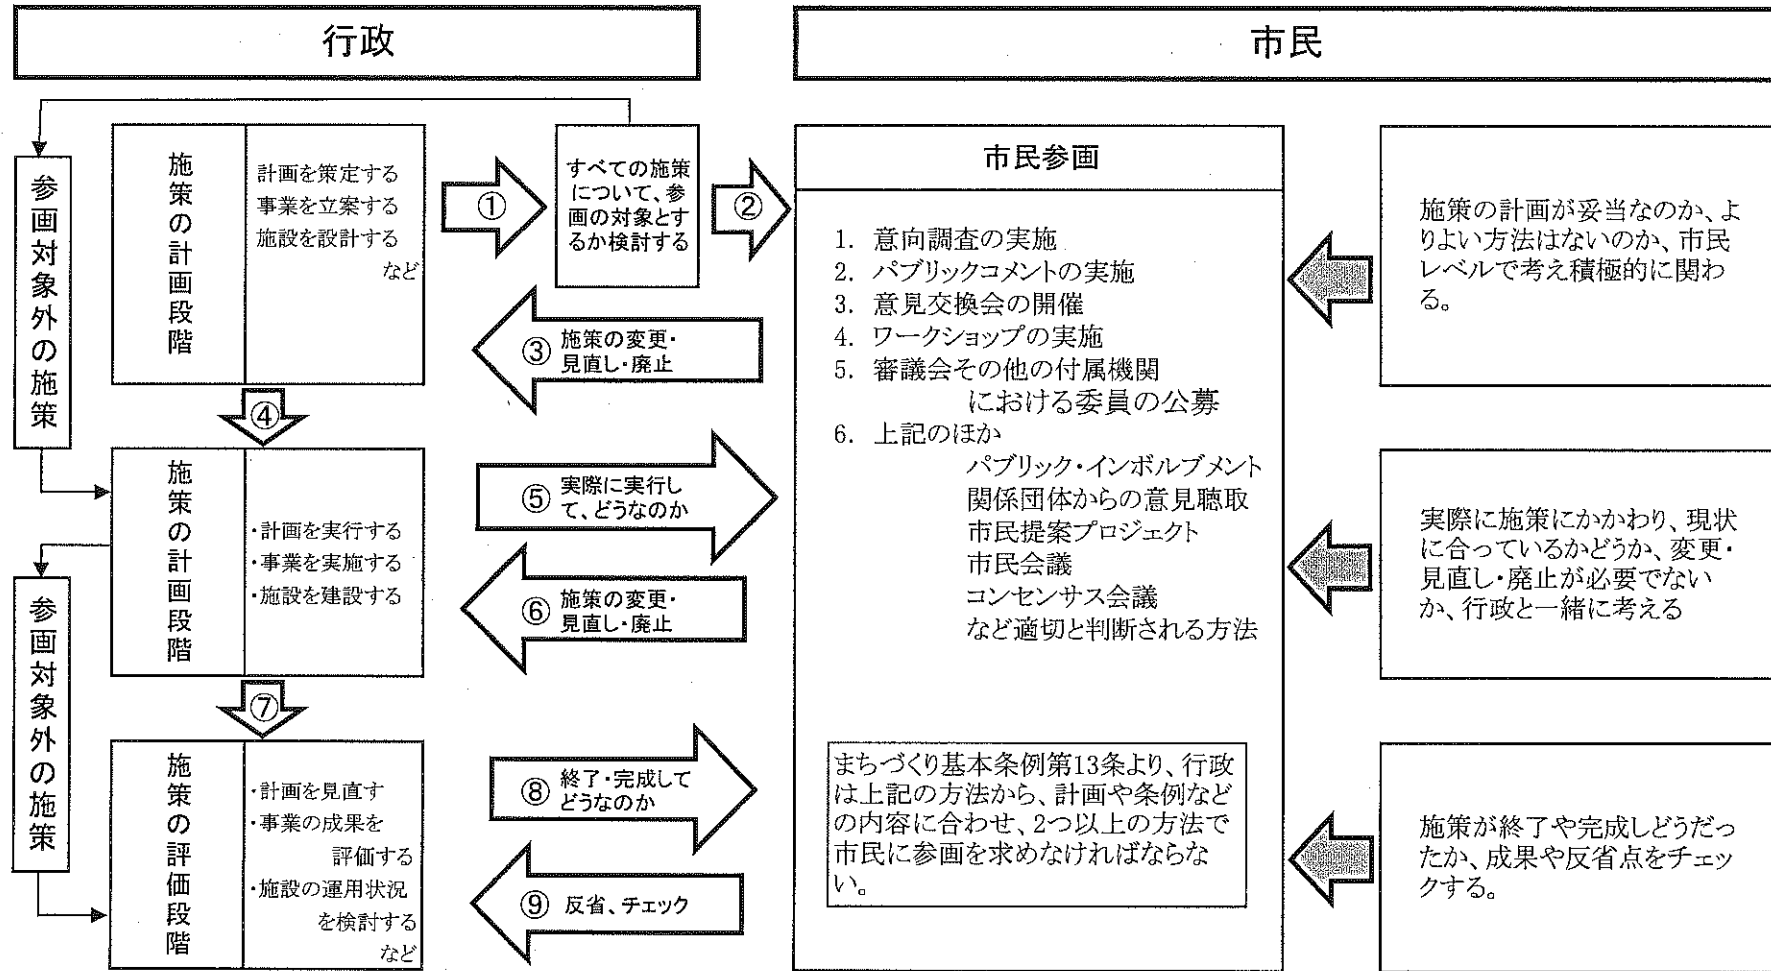 行政
市民
参画対象外の施策
施策の計画段階
計画を策定する
事業を立案する
施設を設計する
など
①
すべての施策
について、参
画の対象とす
るか検討する
②
③ 施策の変更・
見直し・廃止
④
施策の計画段階
・計画を実行する
・事業を実施する
・施設を建設する
⑤ 実際に実行し
て、どうなのか
⑥ 施策の変更・
見直し・廃止
参画対象外の施策
⑦
施策の評価段階
・計画を見直す
・事業の成果を
評価する
・施設の運用状況
を検討する
など
⑧ 終了・完成して
どうなのか
⑨ 反省、チェック
市民参画
1. 意向調査の実施
2. パブリックコメントの実施
3. 意見交換会の開催
4. ワークショップの実施
5. 審議会その他の付属機関
における委員の公募
6. 上記のほか
パブリック・インボルブメント
関係団体からの意見聴取
市民提案プロジェクト
市民会議
コンセンサス会議
など適切と判断される方法
まちづくり基本条例第13条より、行政
は上記の方法から、計画や条例など
の内容に合わせ、2つ以上の方法で
市民に参画を求めなければならな
い。
施策の計画が妥当なのか、よ
りよい方法はないのか、市民
レベルで考え積極的に関わ
る。
実際に施策にかかわり、現状
に合っているかどうか、変更・
見直し・廃止が必要でない
か、行政と一緒に考える
施策が終了や完成しどうだっ
たか、成果や反省点をチェッ
クする。